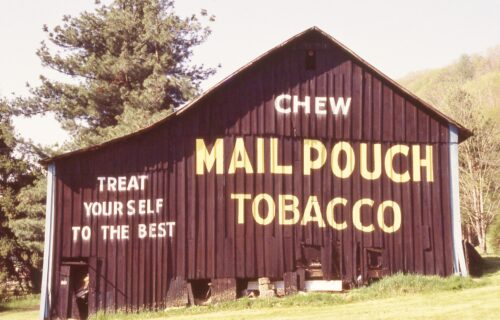 CHEW
MAIL POUCH
TOBACCO
TREAT
YOURSELF
TO THE BEST